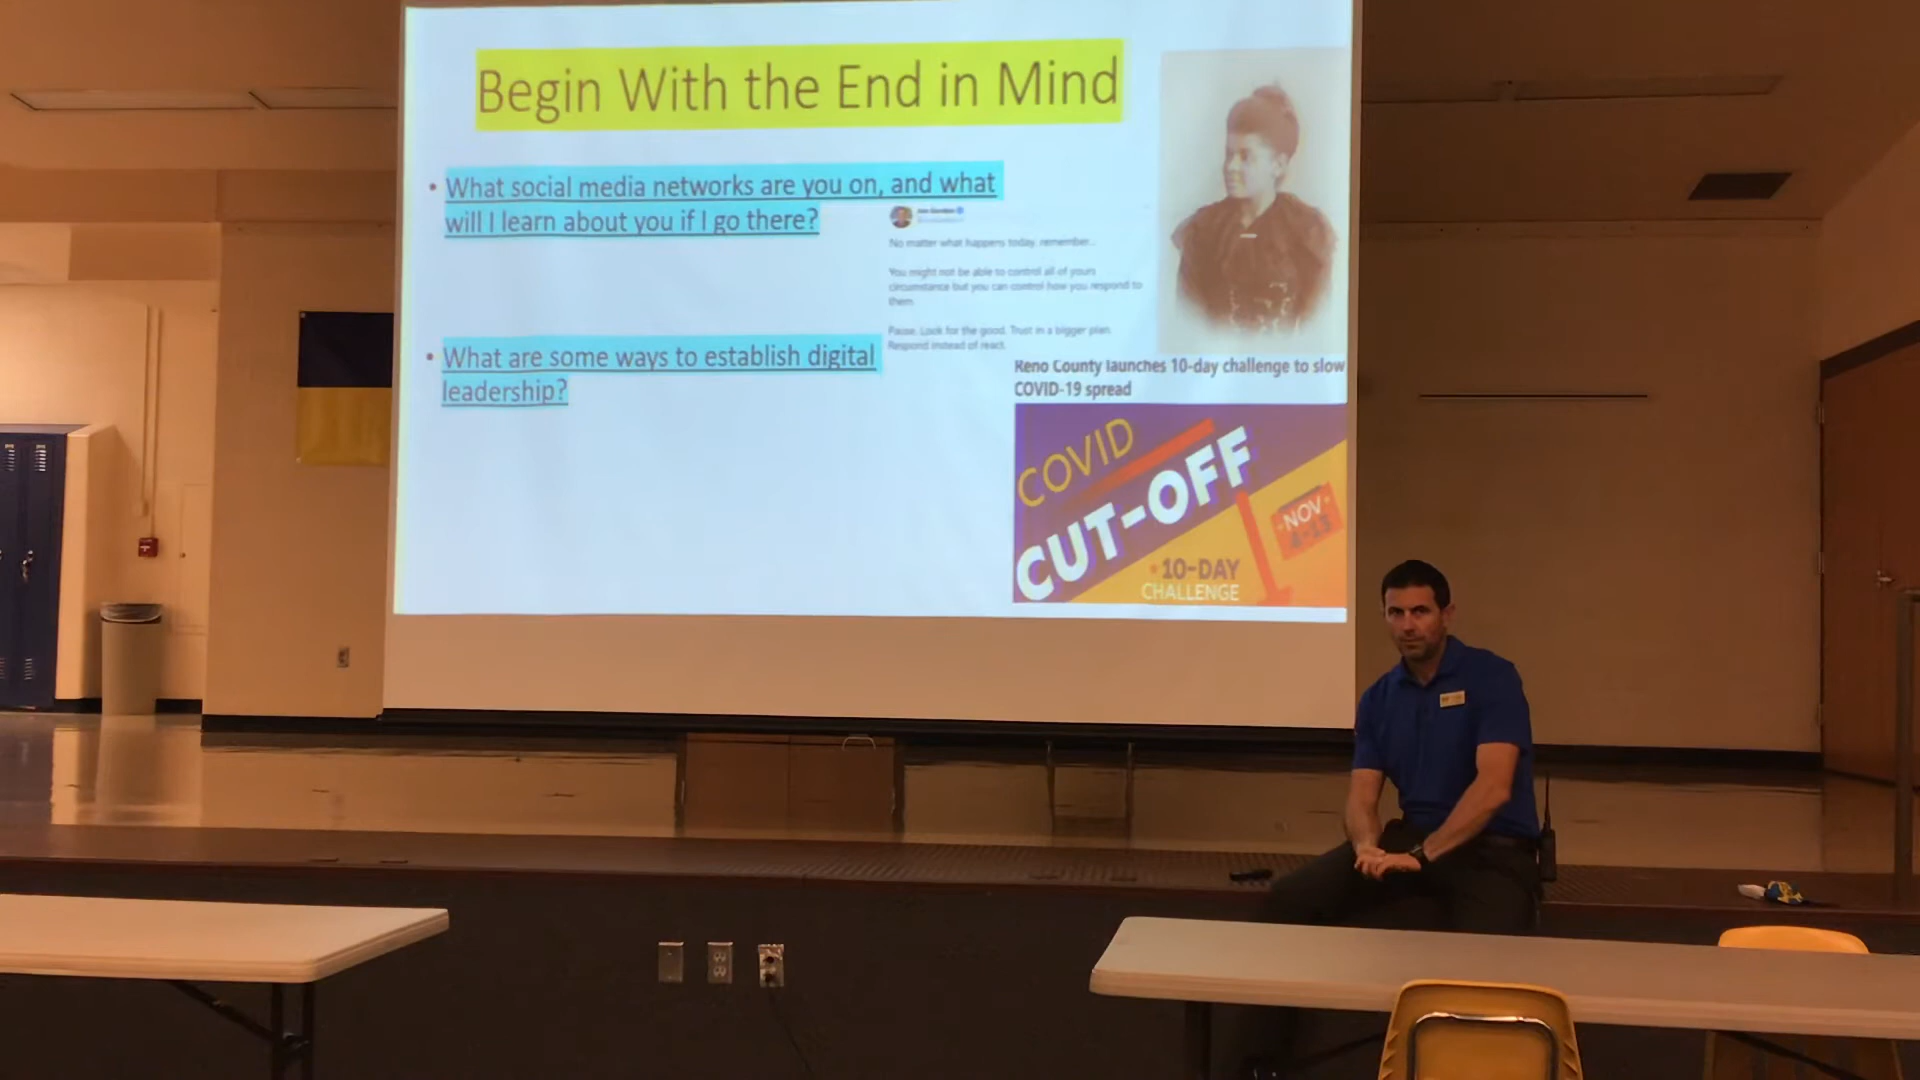 Begin With the End in Mind
• What social media networks are you on, and what
will I learn about you if I go there?
No matter what happens today, remember...
You might not be able to control all of yours
circumstance but you can control how you respond to
them.
Pause. Look for the good. Trust in a bigger plan.
Respond instead of react.
• What are some ways to establish digital
leadership?
Reno County launches 10-day challenge to slow
COVID-19 spread
COVID
CUT-OFF
NOV
10-DAY
CHALLENGE